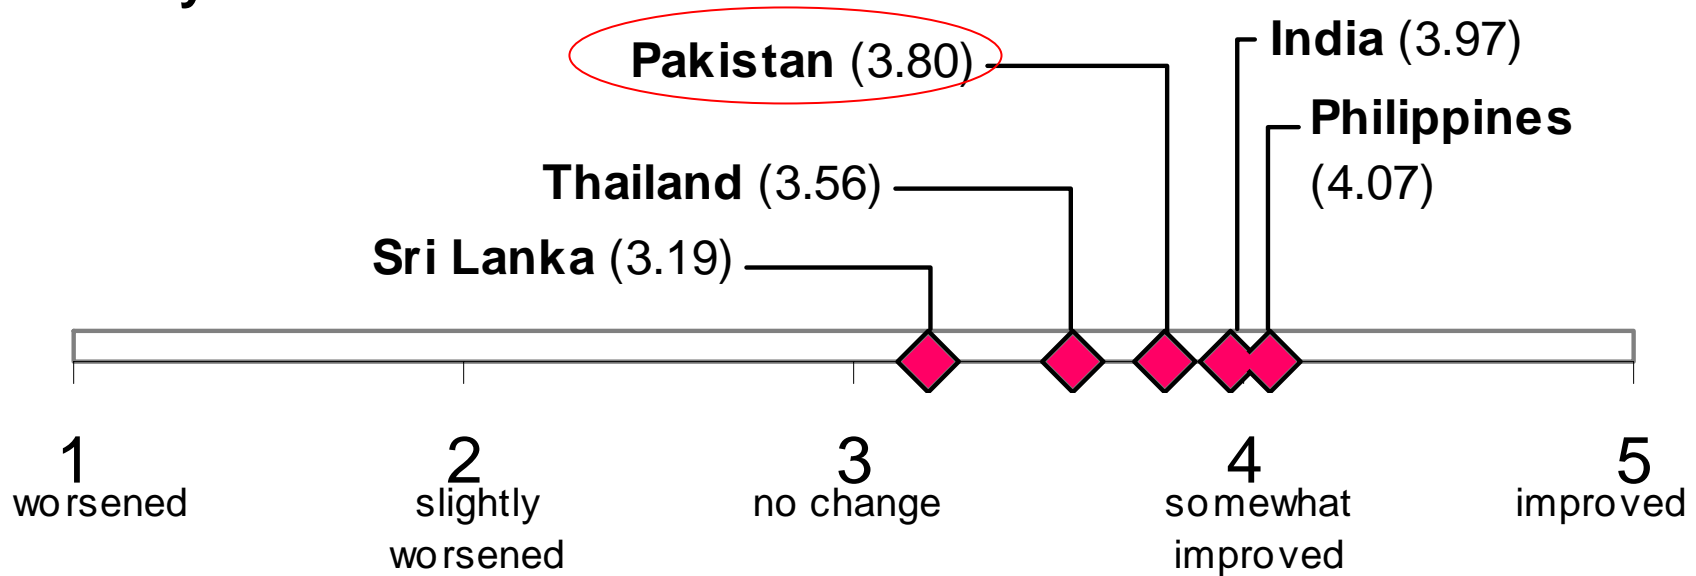 Pakistan (3.80)
India (3.97)
Philippines
(4.07)
Thailand (3.56)
Sri Lanka (3.19)
1 2 3 4 5
worsened slightly no change somewhat improved
worsened improved